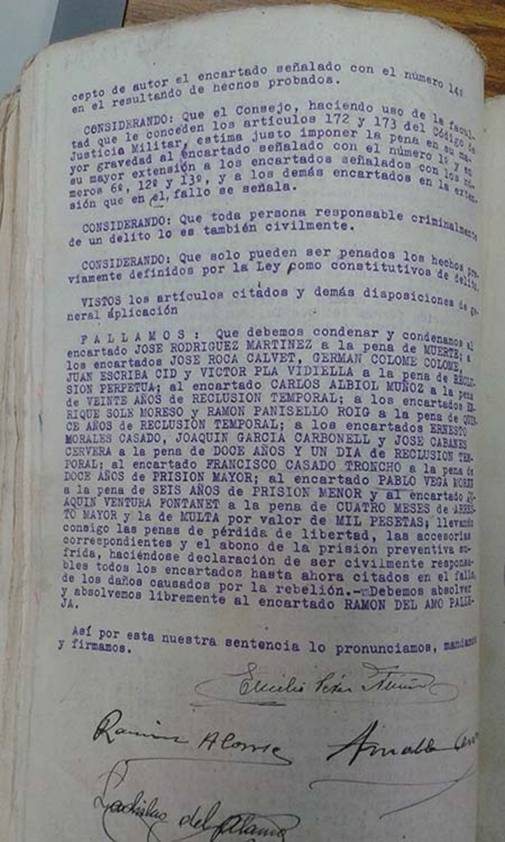 cepto de autor el encartado señalado con el número 14º
en el resultando de hechos probados.
CONSIDERANDO: Que el Consejo, haciendo uso de la facul-
tad que le conceden los artículos 172 y 173 del Código de
Justicia Militar, estima justo imponer la pena en su ma-
yor gravedad al encartado señalado con el número 1º y en
su mayor extensión a los encartados señalados con los nú-
meros 6º, 12º y 13º, y a los demás encartados en la exten-
sión que en el, fallo se señala.
CONSIDERANDO: Que toda persona responsable criminalmente
de un delito lo es también civilmente.
CONSIDERANDO: Que solo pueden ser penados los hechos pre-
viamente definidos por la Ley como constitutivos de delito.
VISTOS los artículos citados y demás disposiciones de ge-
neral aplicación
FALLAMOS: Que debemos condenar y condenamos al
encartado JOSE RODRIGUEZ MARTINEZ a la pena de MUERTE; a
los encartados JOSE ROCA CALVET, GERMAN COLOME COLOME,
JUAN ESCRIBA CID y VICTOR PLA VIDIELLA a la pena de RECLU-
SION PERPETUA; al encartado CARLOS ALBIOL MUÑOZ a la pena
de VEINTE AÑOS de RECLUSION TEMPORAL; a los encartados EN-
RIQUE SOLE MORESO y RAMON PANISELLO ROIG a la pena de QUIN-
CE AÑOS de RECLUSION TEMPORAL; a los encartados ERNESTO
MORALES CASADO, JOAQUIN GARCIA CARBONELL y JOSE CABANES
CERVERA a la pena de DOCE AÑOS Y UN DIA de RECLUSION TEM-
PORAL; al encartado FRANCISCO CASADO TRONCHO a la pena de
DOCE AÑOS de PRISION MAYOR; al encartado PABLO VEGA
a la pena de SEIS AÑOS de PRISION MENOR y al encartado JO-
AQUIN VENTURA FONTANET a la pena de CUATRO MESES de ARRES-
TO MAYOR y la de MULTA por valor de MIL PESETAS; llevando
consigo las penas de pérdida de libertad, las accesorias
correspondientes y el abono de la prisión preventiva su-
frida, haciéndose declaración de ser civilmente responsa-
bles todos los encartados hasta ahora citados en el fallo,
de los daños causados por la rebelión.- Debemos absolver
y absolvemos libremente al encartado RAMON DEL AMO PALLE-
JA.
Así por esta nuestra sentencia lo pronunciamos, mandamos
y firmamos.
Emilio
Ramón Alonso Arnaldo
Ladislao del Alamo